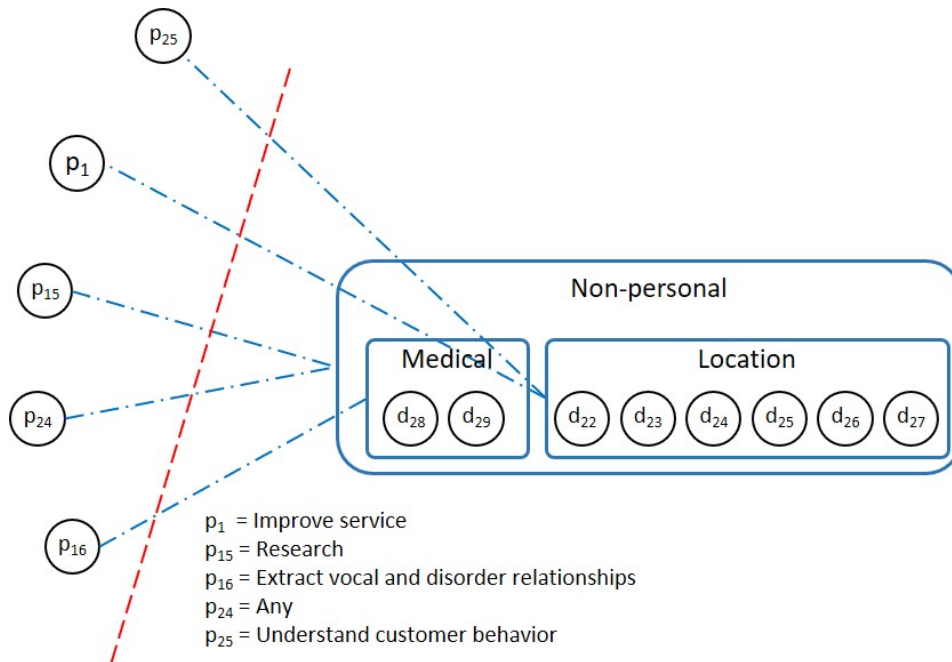 p25
p1
p15
p24
p16
Non-personal
Medical
Location
d28 d29 d22 d23 d24 d25 d26 d27
p1 = Improve service
p15 = Research
p16 = Extract vocal and disorder relationships
p24 = Any
p25 = Understand customer behavior